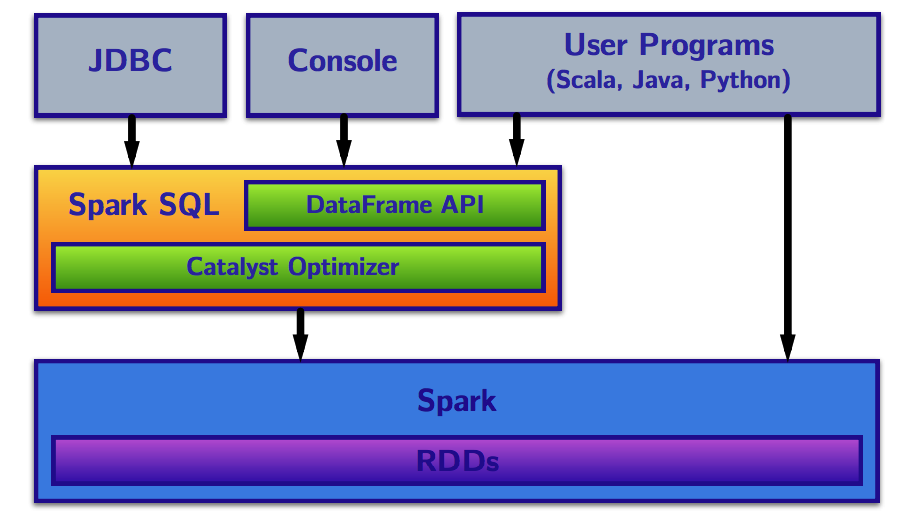 JDBC
Console
User Programs
(Scala, Java, Python)
Spark SQL
DataFrame API
Catalyst Optimizer
Spark
RDDs